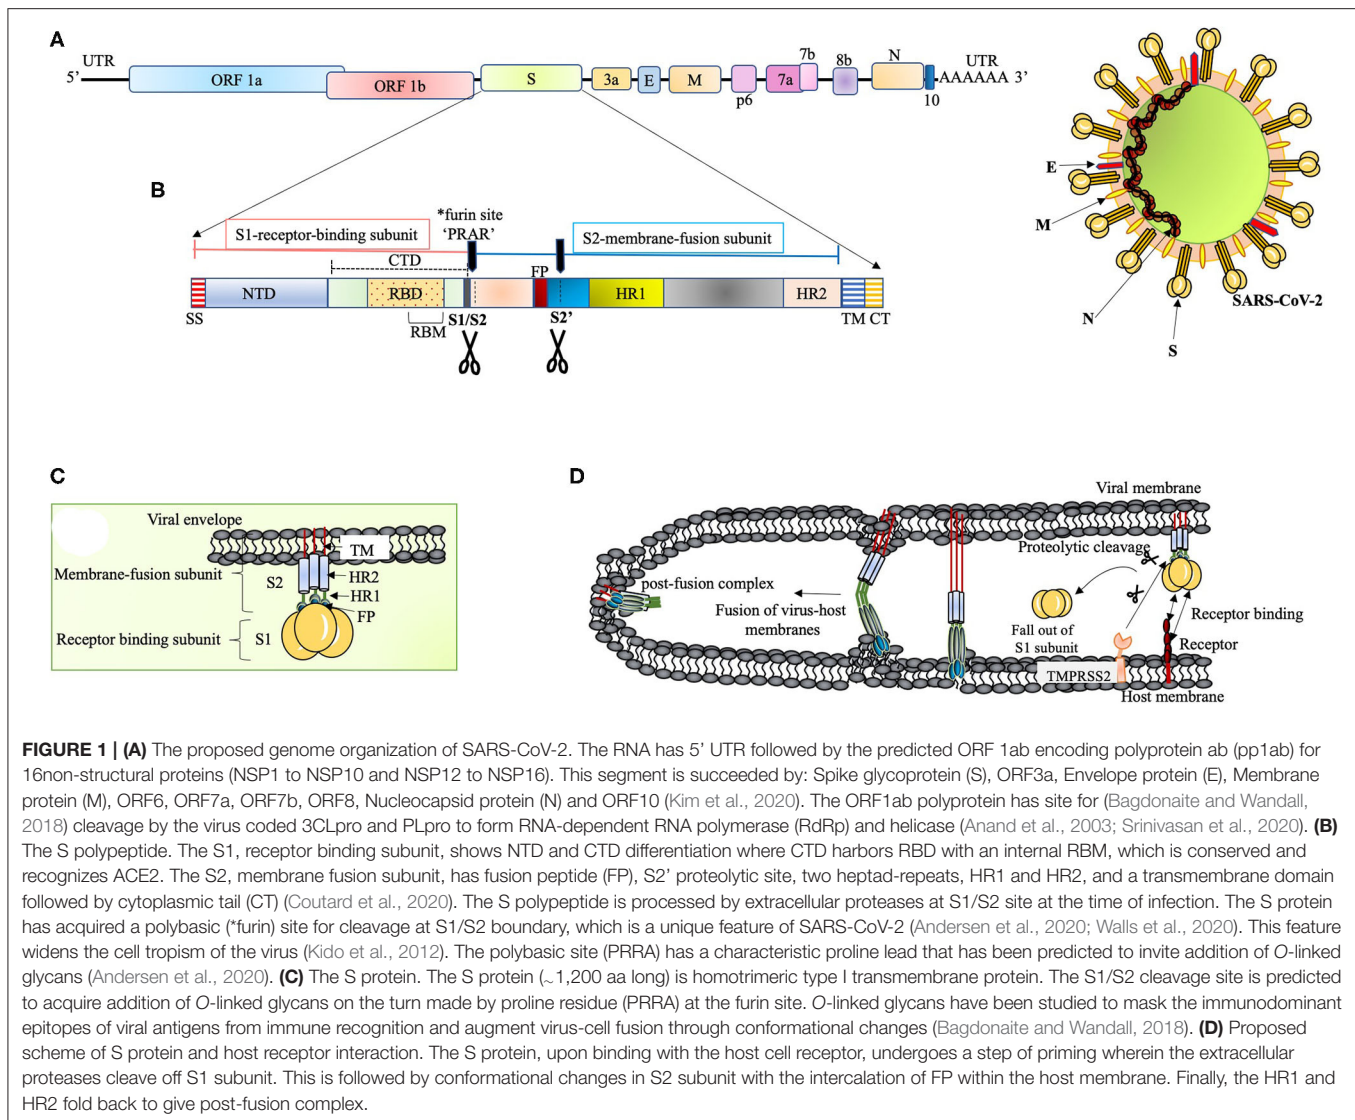 A
UTR
5’
ORF 1a
ORF 1b
S
3a
E
M
p6
7a
7b
8b
N
10
UTR
AAAAAA 3’
E
M
N
S
SARS-CoV-2
B
*furin site
‘PRAR’
S1-receptor-binding subunit
S2-membrane-fusion subunit
CTD
FP
NTD
RBD
HR1
HR2
SS
RBM
S1/S2
S2’
TM CT
C
Viral envelope
TM
Membrane-fusion subunit
S2
HR2
HR1
FP
Receptor binding subunit
S1
D
Viral membrane
Proteolytic cleavage
post-fusion complex
Fusion of virus-host
membranes
Fall out of
S1 subunit
Receptor binding
Receptor
TMPRSS2
Host membrane
FIGURE 1 | (A) The proposed genome organization of SARS-CoV-2. The RNA has 5’ UTR followed by the predicted ORF 1ab encoding polyprotein ab (pp1ab) for
16non-structural proteins (NSP1 to NSP10 and NSP12 to NSP16). This segment is succeeded by: Spike glycoprotein (S), ORF3a, Envelope protein (E), Membrane
protein (M), ORF6, ORF7a, ORF7b, ORF8, Nucleocapsid protein (N) and ORF10 (Kim et al., 2020). The ORF1ab polyprotein has site for (Bagdonaite and Wandall,
2018) cleavage by the virus coded 3CLpro and PLpro to form RNA-dependent RNA polymerase (RdRp) and helicase (Anand et al., 2003; Srinivasan et al., 2020). (B)
The S polypeptide. The S1, receptor binding subunit, shows NTD and CTD differentiation where CTD harbors RBD with an internal RBM, which is conserved and
recognizes ACE2. The S2, membrane fusion subunit, has fusion peptide (FP), S2’ proteolytic site, two heptad-repeats, HR1 and HR2, and a transmembrane domain
followed by cytoplasmic tail (CT) (Coutard et al., 2020). The S polypeptide is processed by extracellular proteases at S1/S2 site at the time of infection. The S protein
has acquired a polybasic (*furin) site for cleavage at S1/S2 boundary, which is a unique feature of SARS-CoV-2 (Andersen et al., 2020; Walls et al., 2020). This feature
widens the cell tropism of the virus (Kido et al., 2012). The polybasic site (PRRA) has a characteristic proline lead that has been predicted to invite addition of O-linked
glycans (Andersen et al., 2020). (C) The S protein. The S protein (~1,200 aa long) is homotrimeric type I transmembrane protein. The S1/S2 cleavage site is predicted
to acquire addition of O-linked glycans on the turn made by proline residue (PRRA) at the furin site. O-linked glycans have been studied to mask the immunodominant
epitopes of viral antigens from immune recognition and augment virus-cell fusion through conformational changes (Bagdonaite and Wandall, 2018). (D) Proposed
scheme of S protein and host receptor interaction. The S protein, upon binding with the host cell receptor, undergoes a step of priming wherein the extracellular
proteases cleave off S1 subunit. This is followed by conformational changes in S2 subunit with the intercalation of FP within the host membrane. Finally, the HR1 and
HR2 fold back to give post-fusion complex.